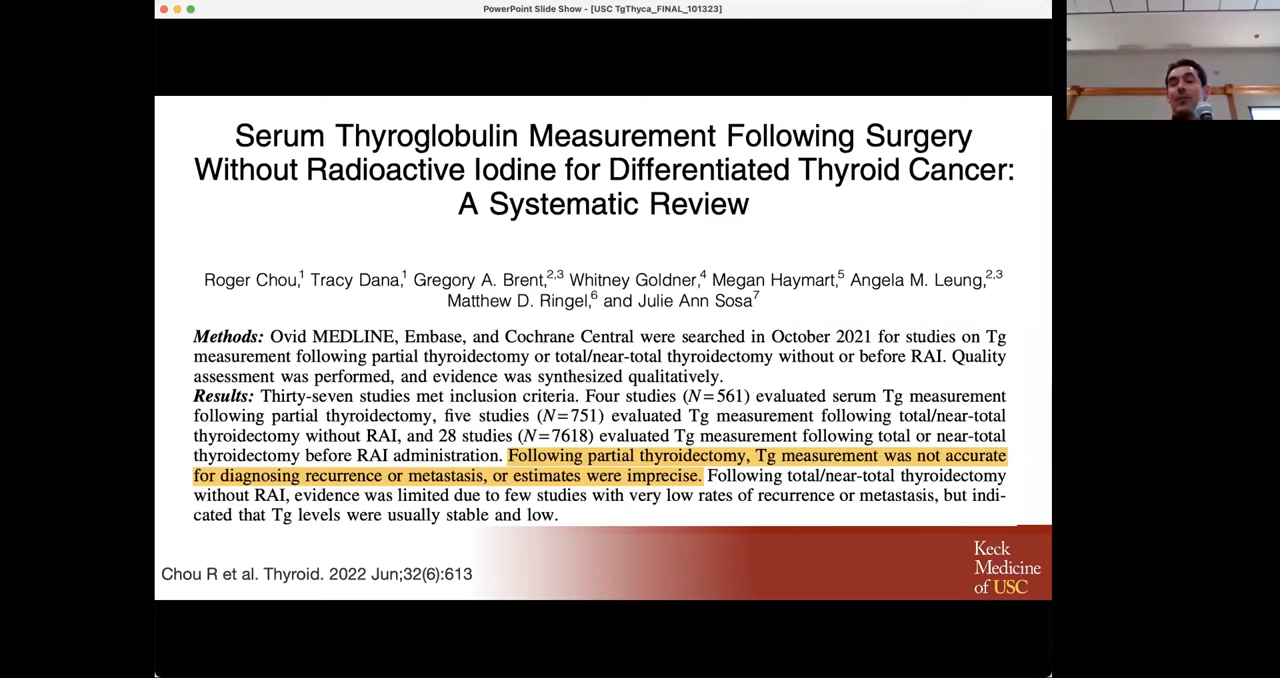 PowerPoint Slide Show - [USC TgThyca_FINAL_101323]
Serum Thyroglobulin Measurement Following Surgery
Without Radioactive Iodine for Differentiated Thyroid Cancer:
A Systematic Review
Roger Chou,1 Tracy Dana,1 Gregory A. Brent,2,3 Whitney Goldner,4 Megan Haymart,5 Angela M. Leung,2,3
Matthew D. Ringel,6 and Julie Ann Sosa7
Methods: Ovid MEDLINE, Embase, and Cochrane Central were searched in October 2021 for studies on Tg
measurement following partial thyroidectomy or total/near-total thyroidectomy without or before RAI. Quality
assessment was performed, and evidence was synthesized qualitatively.
Results: Thirty-seven studies met inclusion criteria. Four studies (N=561) evaluated serum Tg measurement
following partial thyroidectomy, five studies (N=751) evaluated Tg measurement following total/near-total
thyroidectomy without RAI, and 28 studies (N=7618) evaluated Tg measurement following total or near-total
thyroidectomy before RAI administration. Following partial thyroidectomy, Tg measurement was not accurate
for diagnosing recurrence or metastasis, or estimates were imprecise. Following total/near-total thyroidectomy
without RAI, evidence was limited due to few studies with very low rates of recurrence or metastasis, but indi-
cated that Tg levels were usually stable and low.
Chou R et al. Thyroid. 2022 Jun;32(6):613
Keck
Medicine
of USC